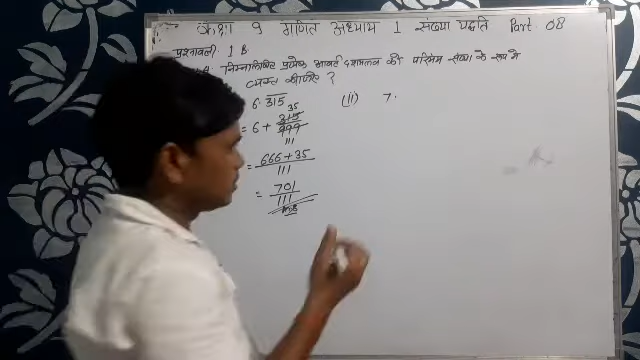 कक्षा 9 गणित अध्याय 1 संख्या पद्धति Part 08
प्रश्नावली 1 B
निम्नलिखित प्रत्येक आवर्त दशमलव को परिमेय संख्या के रूप में
व्यक्त कीजिए ?
6.315 (ii) 7.
35
= 6 + 315/999
111
= 666+35
111
= 701
111
Ans